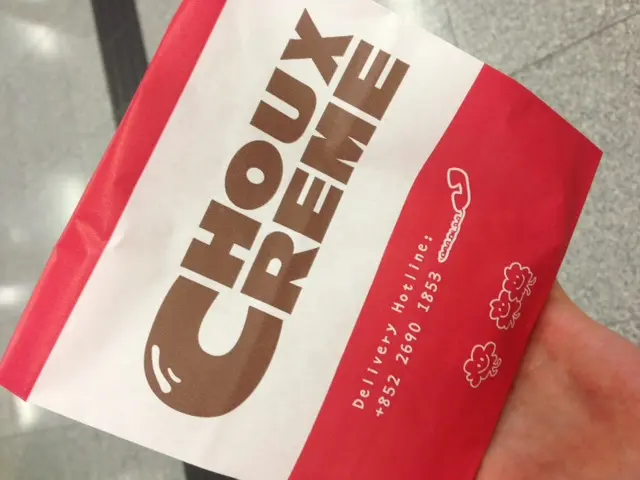 CHOUX
CREME
Delivery Hotline:
+852 2690 1853